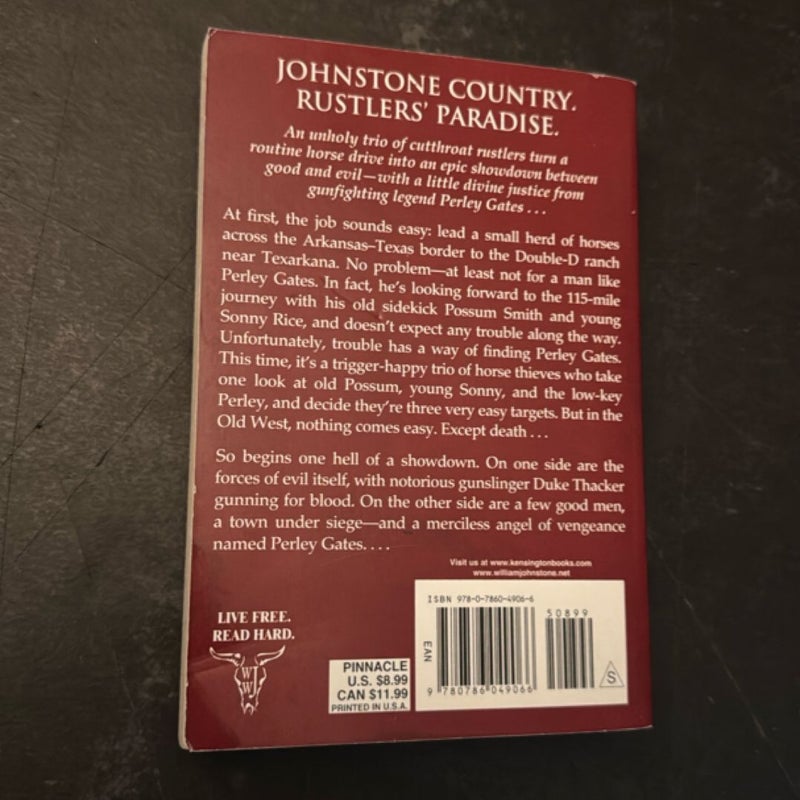 JOHNSTONE COUNTRY.
RUSTLERS' PARADISE.
An unholy trio of cutthroat rustlers turn a
routine horse drive into an epic showdown between
good and evil—with a little divine justice from
gunfighting legend Perley Gates . . .
At first, the job sounds easy: lead a small herd of horses
across the Arkansas–Texas border to the Double-D ranch
near Texarkana. No problem—at least not for a man like
Perley Gates. In fact, he's looking forward to the 115-mile
journey with his old sidekick Possum Smith and young
Sonny Rice, and doesn't expect any trouble along the way.
Unfortunately, trouble has a way of finding Perley Gates.
This time, it's a trigger-happy trio of horse thieves who take
one look at old Possum, young Sonny, and the low-key
Perley, and decide they're three very easy targets. But in the
Old West, nothing comes easy. Except death . . .
So begins one hell of a showdown. On one side are the
forces of evil itself, with notorious gunslinger Duke Thacker
gunning for blood. On the other side are a few good men,
a town under siege—and a merciless angel of vengeance
named Perley Gates. . . .
Visit us at www.kensingtonbooks.com
www.williamjohnstone.net
LIVE FREE.
READ HARD.
WJ
WJ
PINNACLE
U.S. $8.99
CAN $11.99
PRINTED IN U.S.A.
ISBN 978-0-7860-4906-6
50899
EAN
9 780786 049066
S